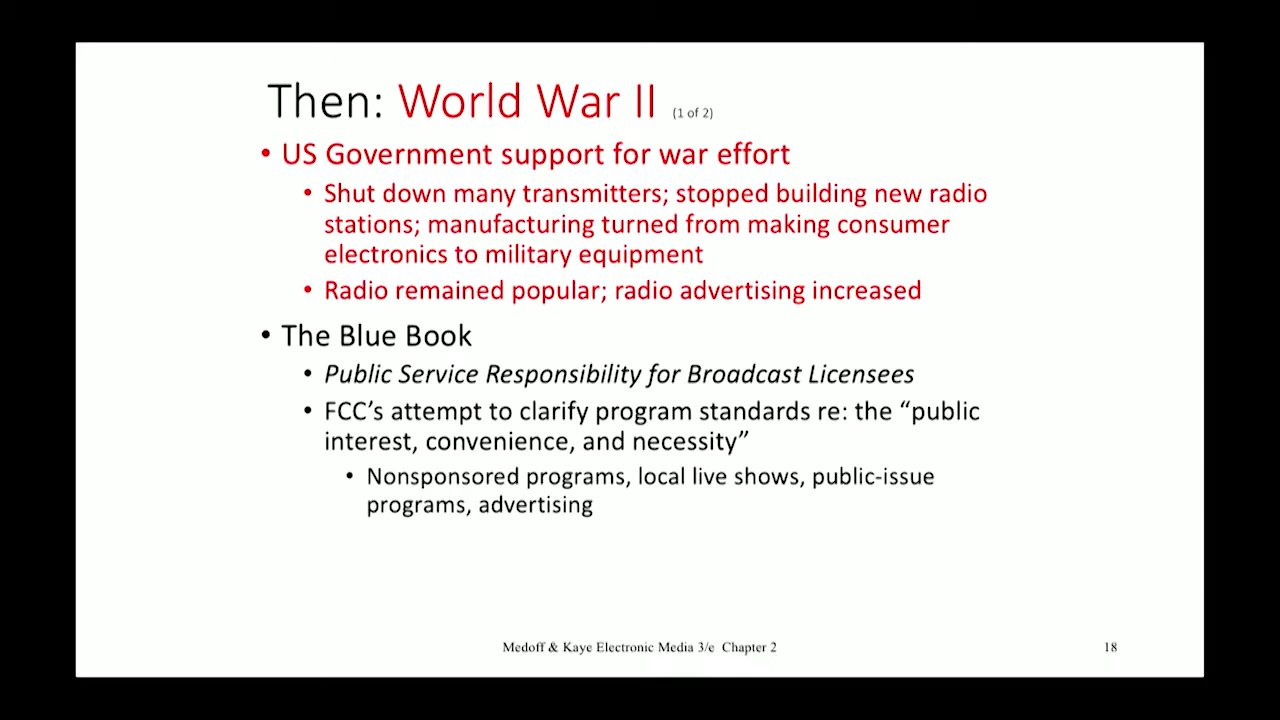 Then: World War II (1 of 2)
• US Government support for war effort
• Shut down many transmitters; stopped building new radio
stations; manufacturing turned from making consumer
electronics to military equipment
• Radio remained popular; radio advertising increased
• The Blue Book
• Public Service Responsibility for Broadcast Licensees
• FCC’s attempt to clarify program standards re: the “public
interest, convenience, and necessity”
• Nonsponsored programs, local live shows, public-issue
programs, advertising
Medoff & Kaye Electronic Media 3/e Chapter 2 18